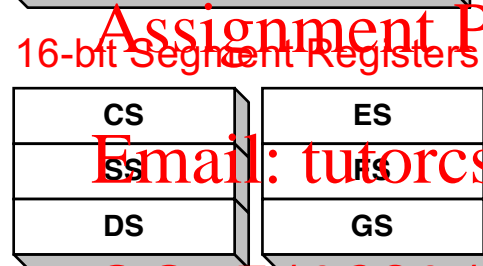 Assignment P
16-bit Segment Registers
CS ES
Email: tutorcs
SS FS
DS GS